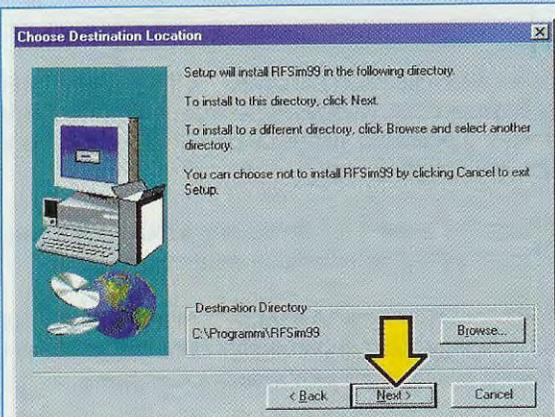 Choose Destination Location
Setup will install RFSim99 in the following directory.
To install to this directory, click Next.
To install to a different directory, click Browse and select another
directory.
You can choose not to install RFSim99 by clicking Cancel to exit
Setup.
Destination Directory
C:\Programmi\RFSim99
Browse...
< Back
Next >
Cancel